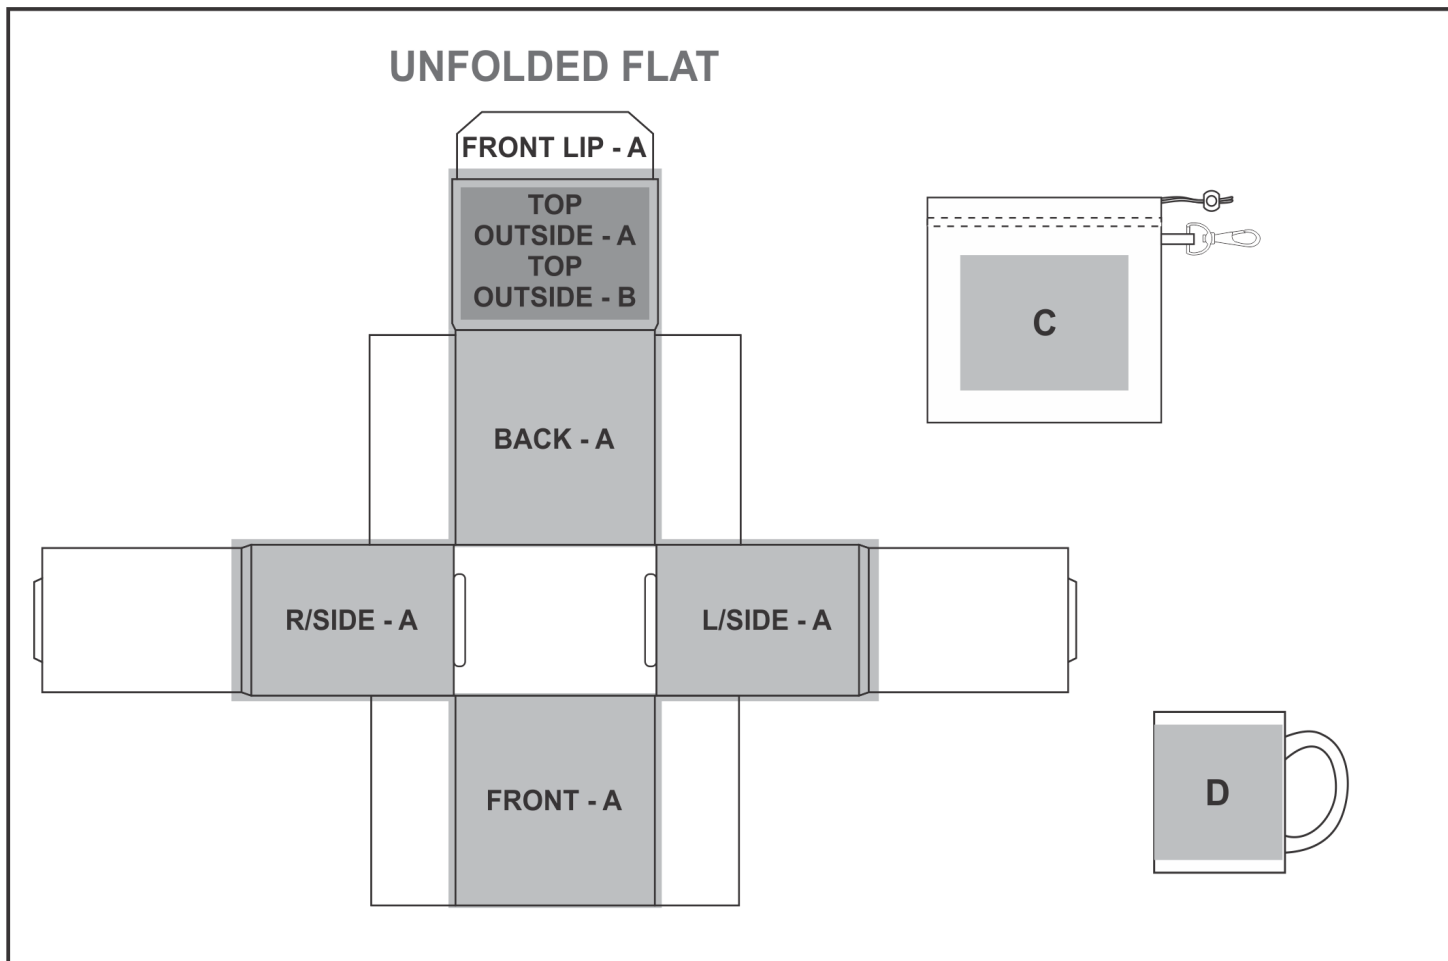 UNFOLDED FLAT
FRONT LIP - A
TOP
OUTSIDE - A
TOP
OUTSIDE - B
C
BACK - A
R/SIDE - A
L/SIDE - A
FRONT - A
D